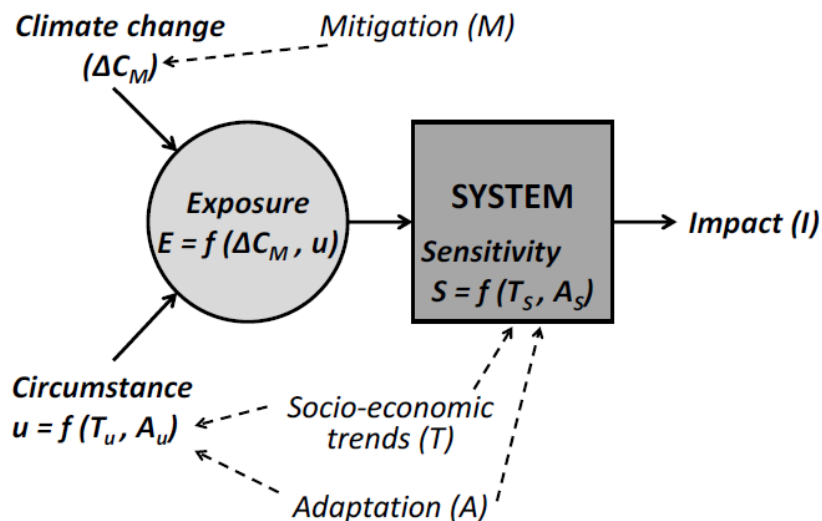 Climate change
(ΔC_M)
Mitigation (M)
Exposure
E = f (ΔC_M , u)
SYSTEM
Sensitivity
S = f (T_S , A_S)
Impact (I)
Circumstance
u = f (T_u , A_u)
Socio-economic
trends (T)
Adaptation (A)